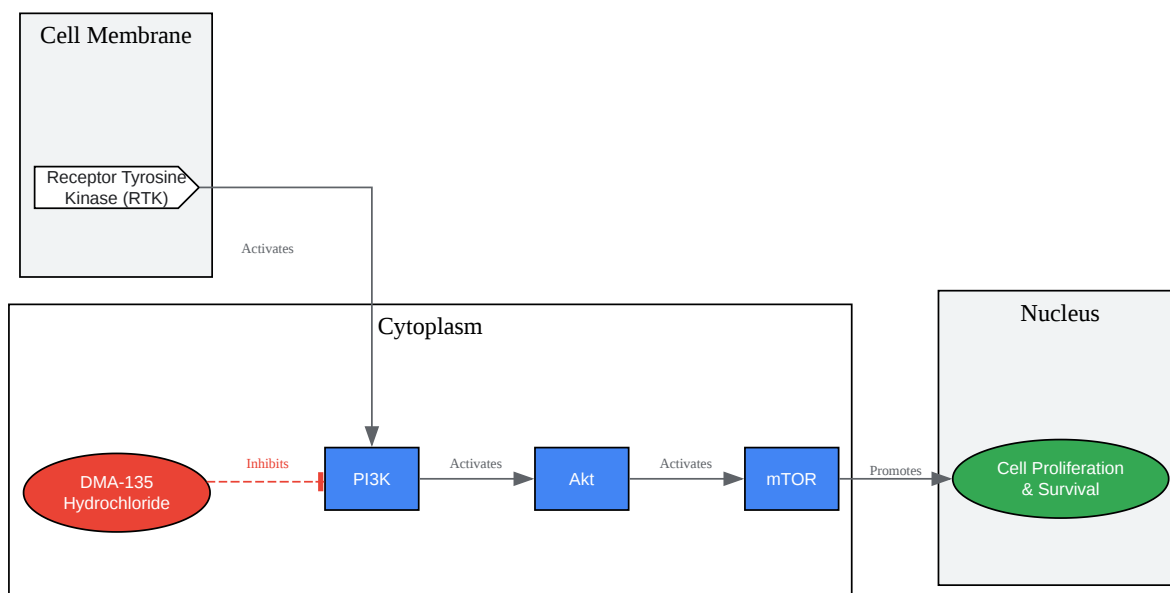 Cell Membrane
Receptor Tyrosine
Kinase (RTK)
Activates
Cytoplasm
Nucleus
DMA-135
Hydrochloride
Inhibits
PI3K
Activates
Akt
Activates
mTOR
Promotes
Cell Proliferation
& Survival